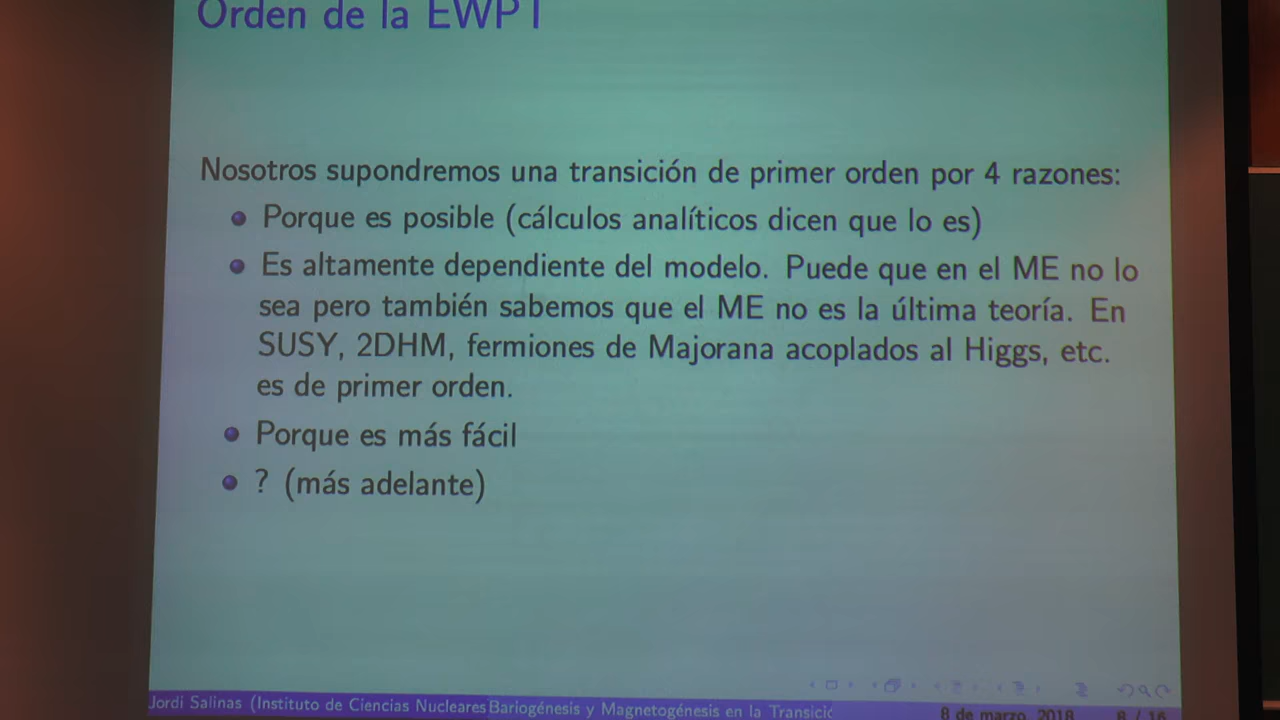 Orden de la EWPT
Nosotros supondremos una transición de primer orden por 4 razones:
Porque es posible (cálculos analíticos dicen que lo es)
Es altamente dependiente del modelo. Puede que en el ME no lo
sea pero también sabemos que el ME no es la última teoría. En
SUSY, 2DHM, fermiones de Majorana acoplados al Higgs, etc.
es de primer orden.
Porque es más fácil
? (más adelante)
Jordi Salinas (Instituto de Ciencias Nucleares Bariogénesis y Magnetogénesis en la Transició 8 de marzo, 2018